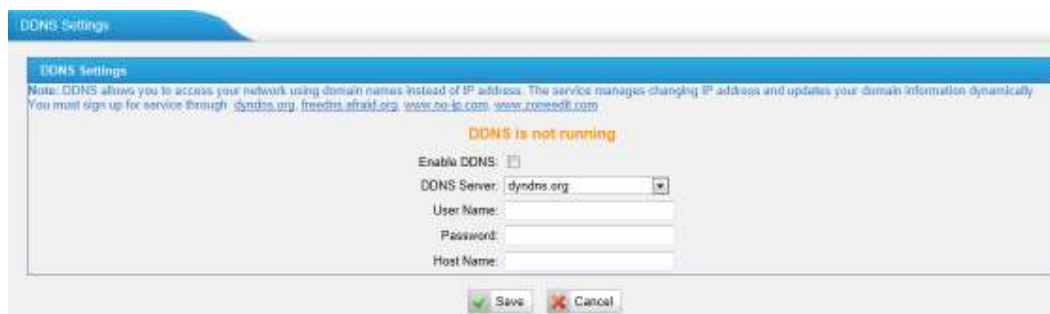 DDNS Settings
DDNS Settings
Note: DDNS allows you to access your network using domain names instead of IP address. The service manages changing IP address and updates your domain information dynamically
You must sign up for service through dyndns.org, freedns.afraid.org, www.no-ip.com, www.zoneedit.com
DDNS is not running
Enable DDNS:
DDNS Server: dyndns.org
User Name:
Password:
Host Name:
Save Cancel